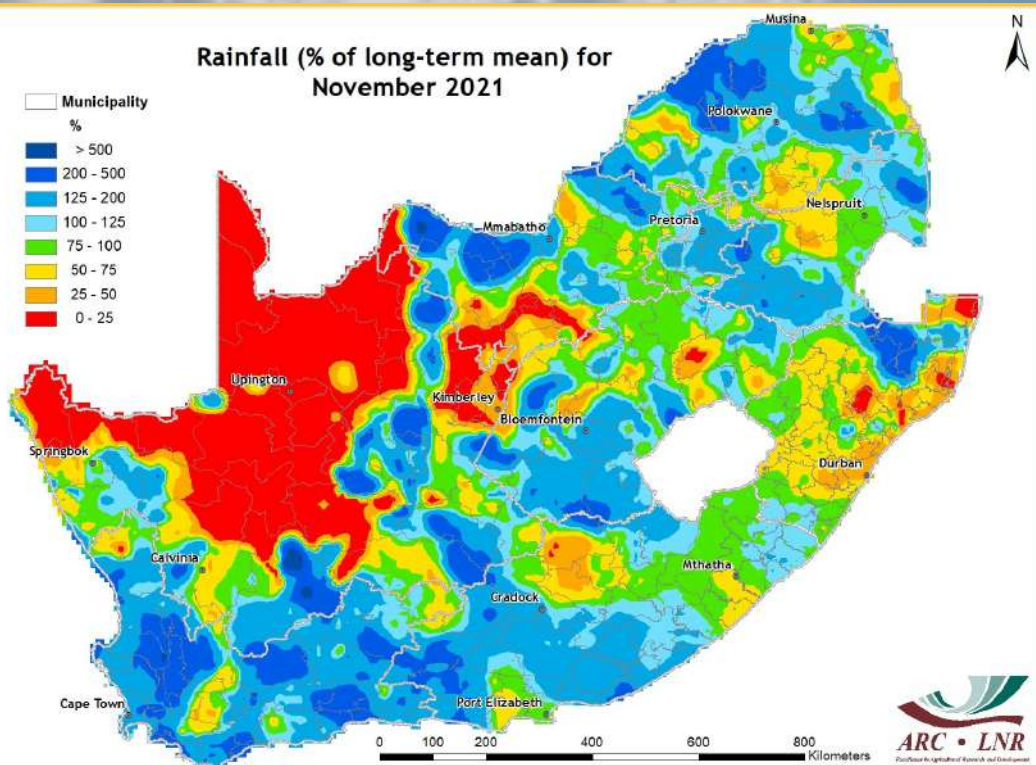 Rainfall (% of long-term mean) for
November 2021
N
Municipality
%
> 500
200 - 500
125 - 200
100 - 125
75 - 100
50 - 75
25 - 50
0 - 25
Musina
Polokwane
Nelspruit
Pretoria
Mmabatho
Upington
Kimberley
Bloemfontein
Springbok
Durban
Calvinia
Mthatha
Cradock
Cape Town
Port Elizabeth
0 100 200 400 600 800
Kilometers
ARC • LNR